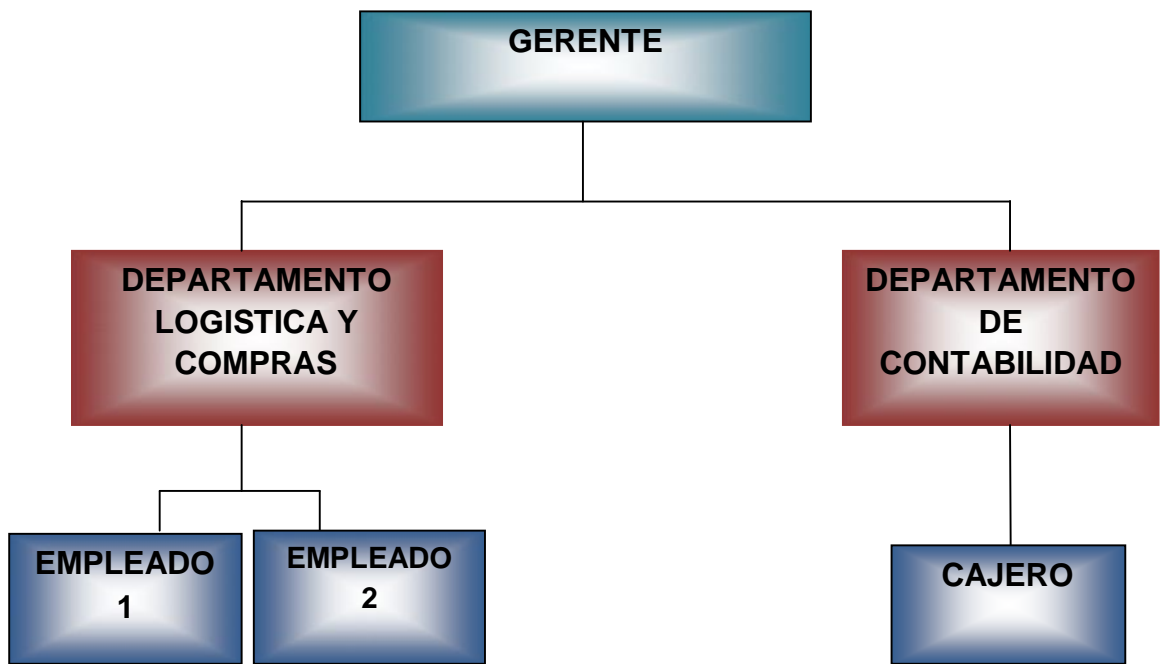 GERENTE
DEPARTAMENTO
LOGISTICA Y
COMPRAS
DEPARTAMENTO
DE
CONTABILIDAD
EMPLEADO
1
EMPLEADO
2
CAJERO